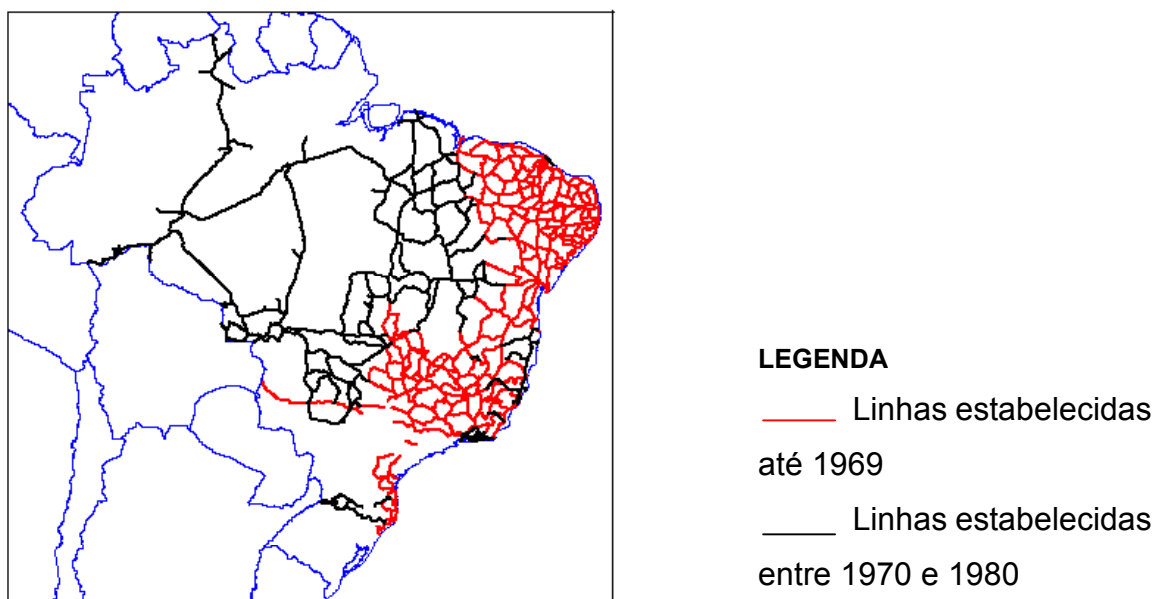 LEGENDA
Linhas estabelecidas
até 1969
Linhas estabelecidas
entre 1970 e 1980